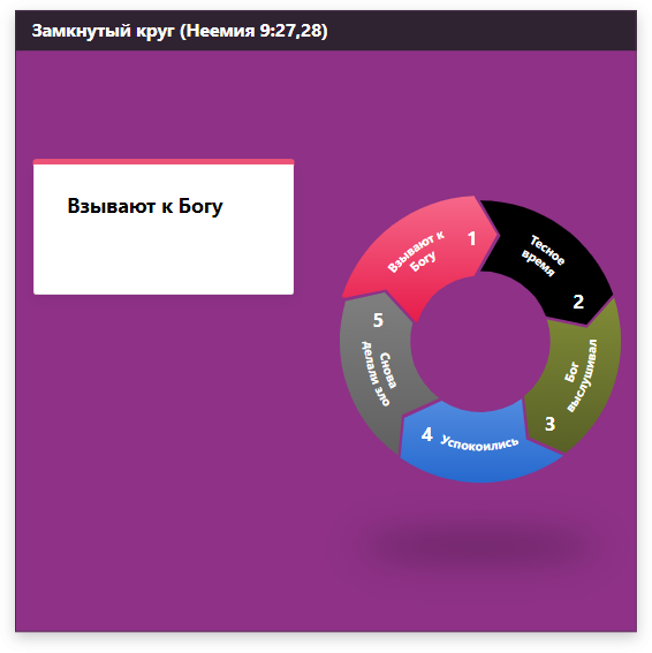 Замкнутый круг (Неемия 9:27,28)
Взывают к Богу
Взывают к
Богу
1
Тесное
время
2
Бог
выслушивал
3
Успокоились
4
Снова
делали зло
5